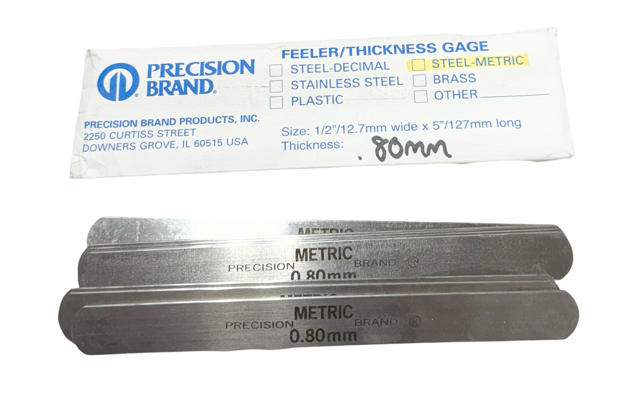 PRECISION
BRAND®
FEELER/THICKNESS GAGE
STEEL-DECIMAL STEEL-METRIC
STAINLESS STEEL BRASS
PLASTIC OTHER
PRECISION BRAND PRODUCTS, INC.
2250 CURTISS STREET
DOWNERS GROVE, IL 60515 USA
Size: 1/2"/12.7mm wide x 5"/127mm long
Thickness: .80mm
METRIC
METRIC
PRECISION BRAND ®
0.80mm
METRIC
METRIC
PRECISION BRAND ®
0.80mm